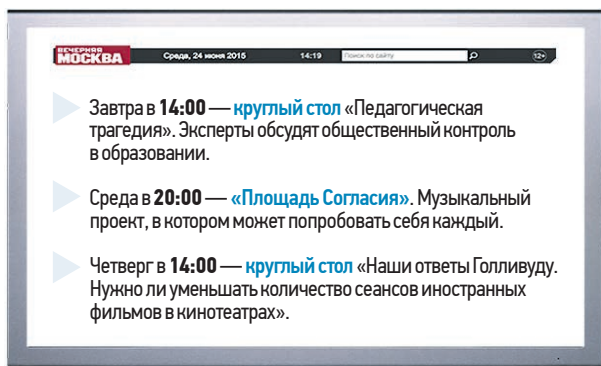 ВЕЧЕРНЯЯ
МОСКВА Среда, 24 июня 2015 14:19 Поиск по сайту 12+
Завтра в 14:00 — круглый стол «Педагогическая
трагедия». Эксперты обсудят общественный контроль
в образовании.
Среда в 20:00 — «Площадь Согласия». Музыкальный
проект, в котором может попробовать себя каждый.
Четверг в 14:00 — круглый стол «Наши ответы Голливуду.
Нужно ли уменьшать количество сеансов иностранных
фильмов в кинотеатрах».